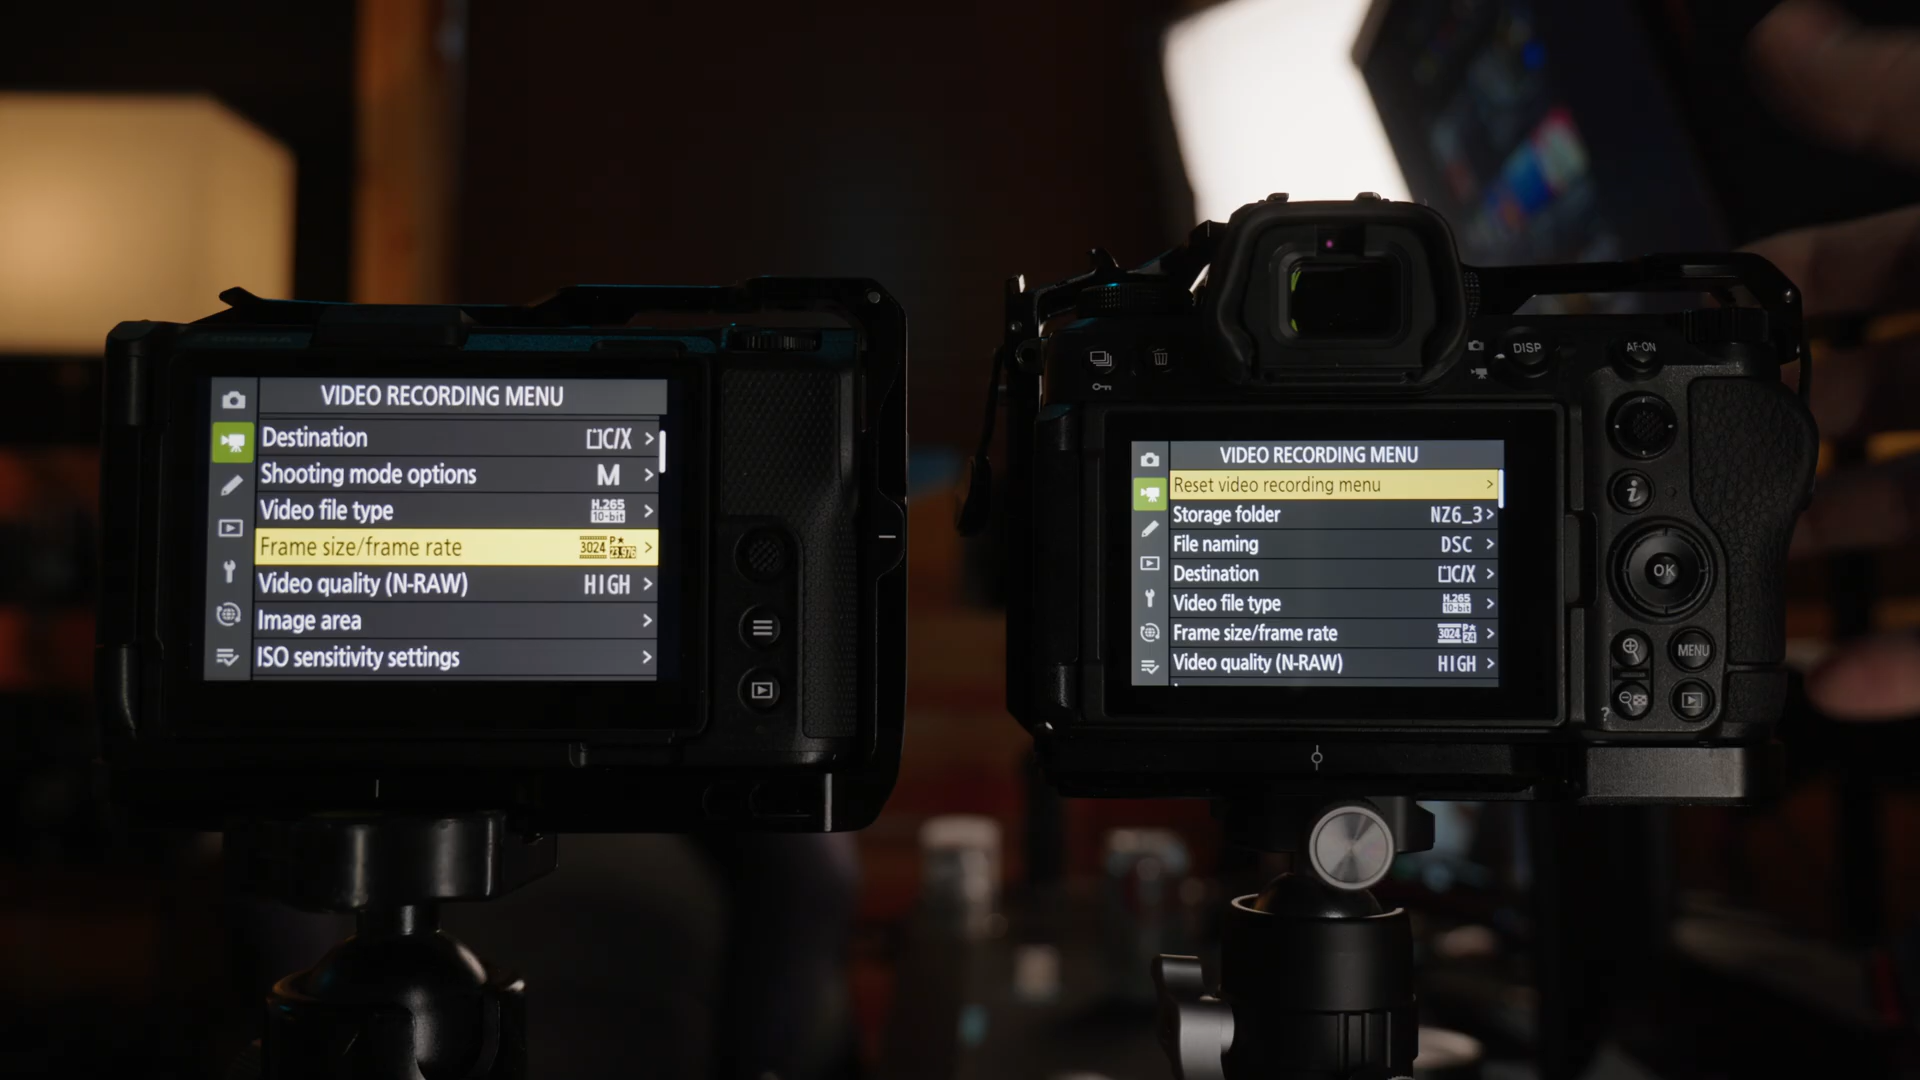 VIDEO RECORDING MENU
Destination C/X
Shooting mode options M
Video file type H.265 10-bit
Frame size/frame rate 3024 P 23.976
Video quality (N-RAW) HIGH
Image area
ISO sensitivity settings
DISP
AF-ON
VIDEO RECORDING MENU
Reset video recording menu
Storage folder NZ6_3
File naming DSC
Destination C/X
Video file type H.265 10-bit
Frame size/frame rate 3024 P 24
Video quality (N-RAW) HIGH
i
OK
MENU
?